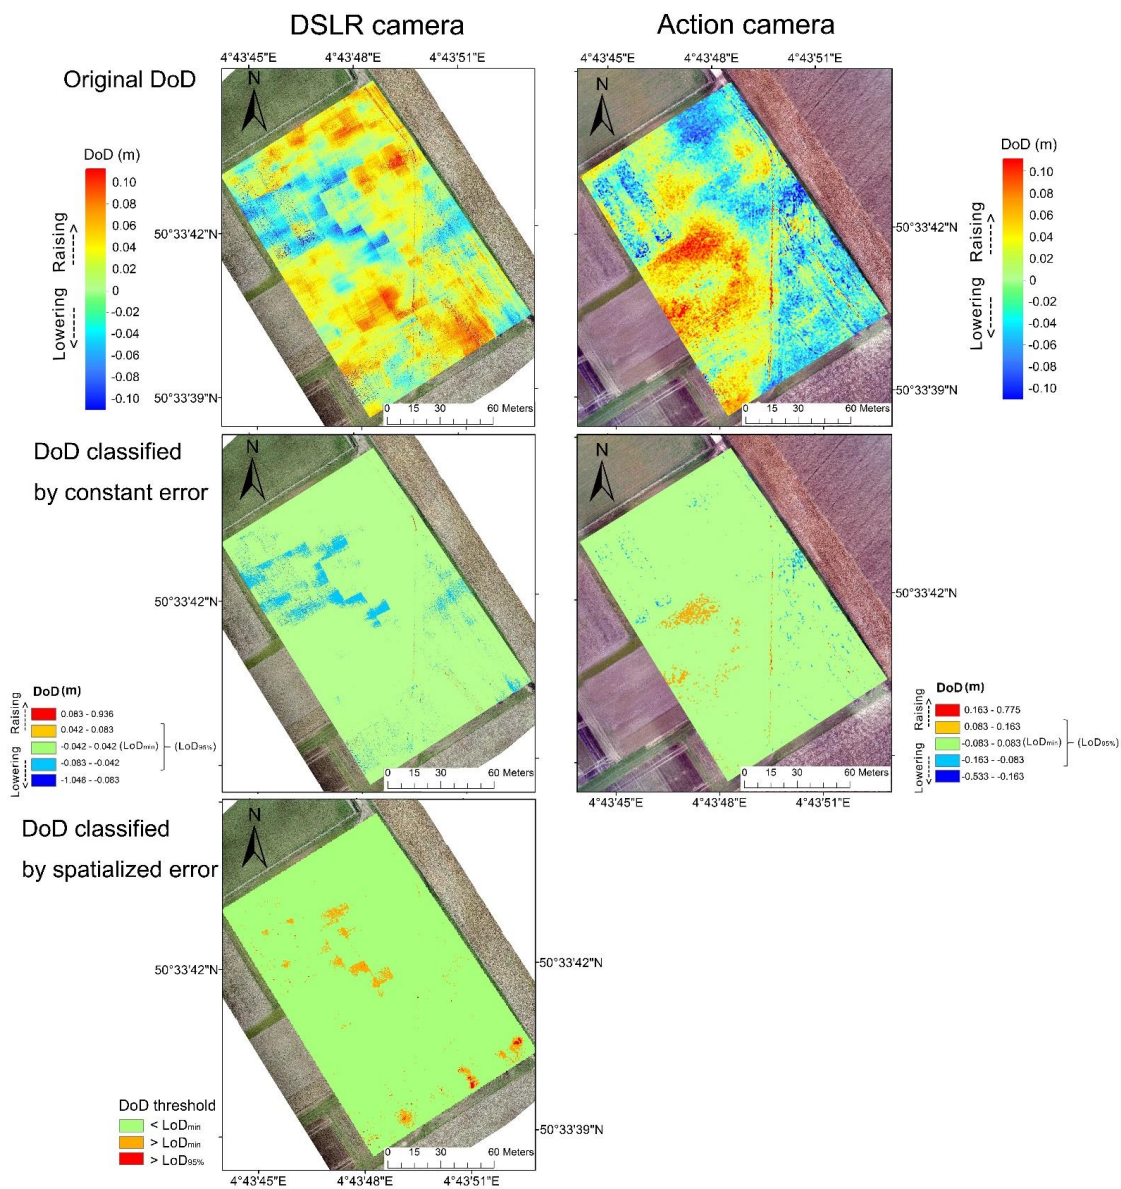 DSLR camera
Action camera
4°43'45"E 4°43'48"E 4°43'51"E
4°43'48"E 4°43'51"E
Original DoD
N
N
DoD (m)
0.10
0.08
0.06
0.04
0.02
0
-0.02
-0.04
-0.06
-0.08
-0.10
Raising
Lowering
50°33'42"N
50°33'39"N
0 15 30 60 Meters
50°33'42"N
50°33'39"N
0 15 30 60 Meters
DoD (m)
0.10
0.08
0.06
0.04
0.02
0
-0.02
-0.04
-0.06
-0.08
-0.10
Raising
Lowering
DoD classified
by constant error
N
N
50°33'42"N
50°33'42"N
DoD (m)
0.083 - 0.936
0.042 - 0.083
-0.042 - 0.042 (LoDmin) (LoD95%)
-0.083 - -0.042
-1.046 - -0.083
Raising
Lowering
0 15 30 60 Meters
0 15 30 60 Meters
DoD (m)
0.163 - 0.775
0.083 - 0.163
-0.083 - 0.083 (LoDmin) (LoD95%)
-0.163 - -0.083
-0.533 - -0.163
Raising
Lowering
4°43'45"E 4°43'48"E 4°43'51"E
DoD classified
by spatialized error
N
50°33'42"N
50°33'42"N
50°33'39"N
DoD threshold
< LoDmin
> LoDmin
> LoD95%
0 15 30 60 Meters
4°43'45"E 4°43'48"E 4°43'51"E